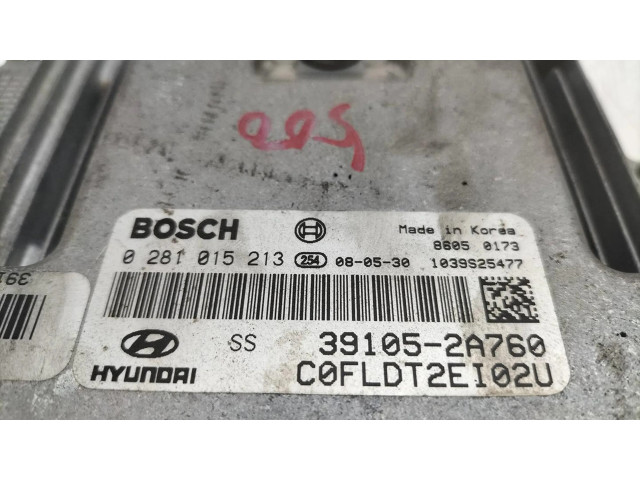 BOSCH
Made in Korea
8605 0173
0 281 015 213 254 08-05-30 1039S25477
SS 39105-2A760
HYUNDAI C0FLDT2EI02U